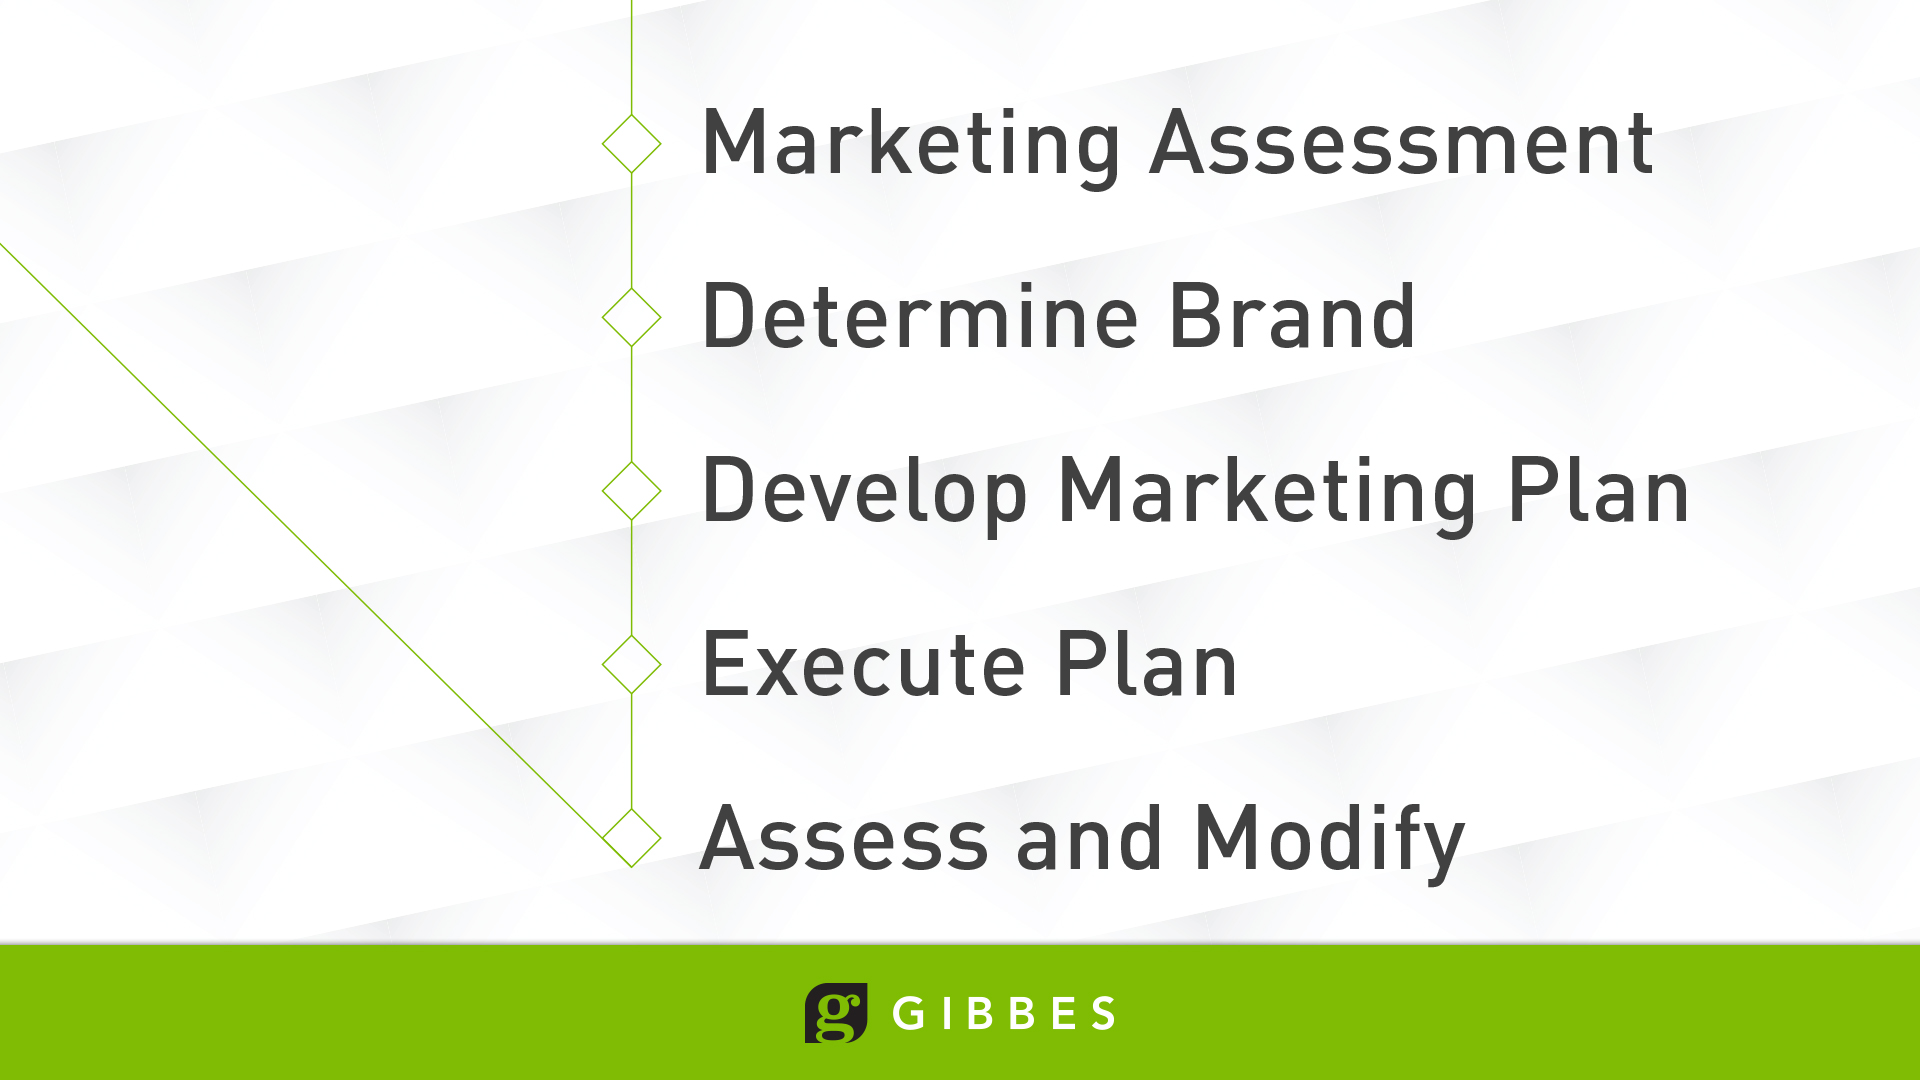 Marketing Assessment
Determine Brand
Develop Marketing Plan
Execute Plan
Assess and Modify
g GIBBES